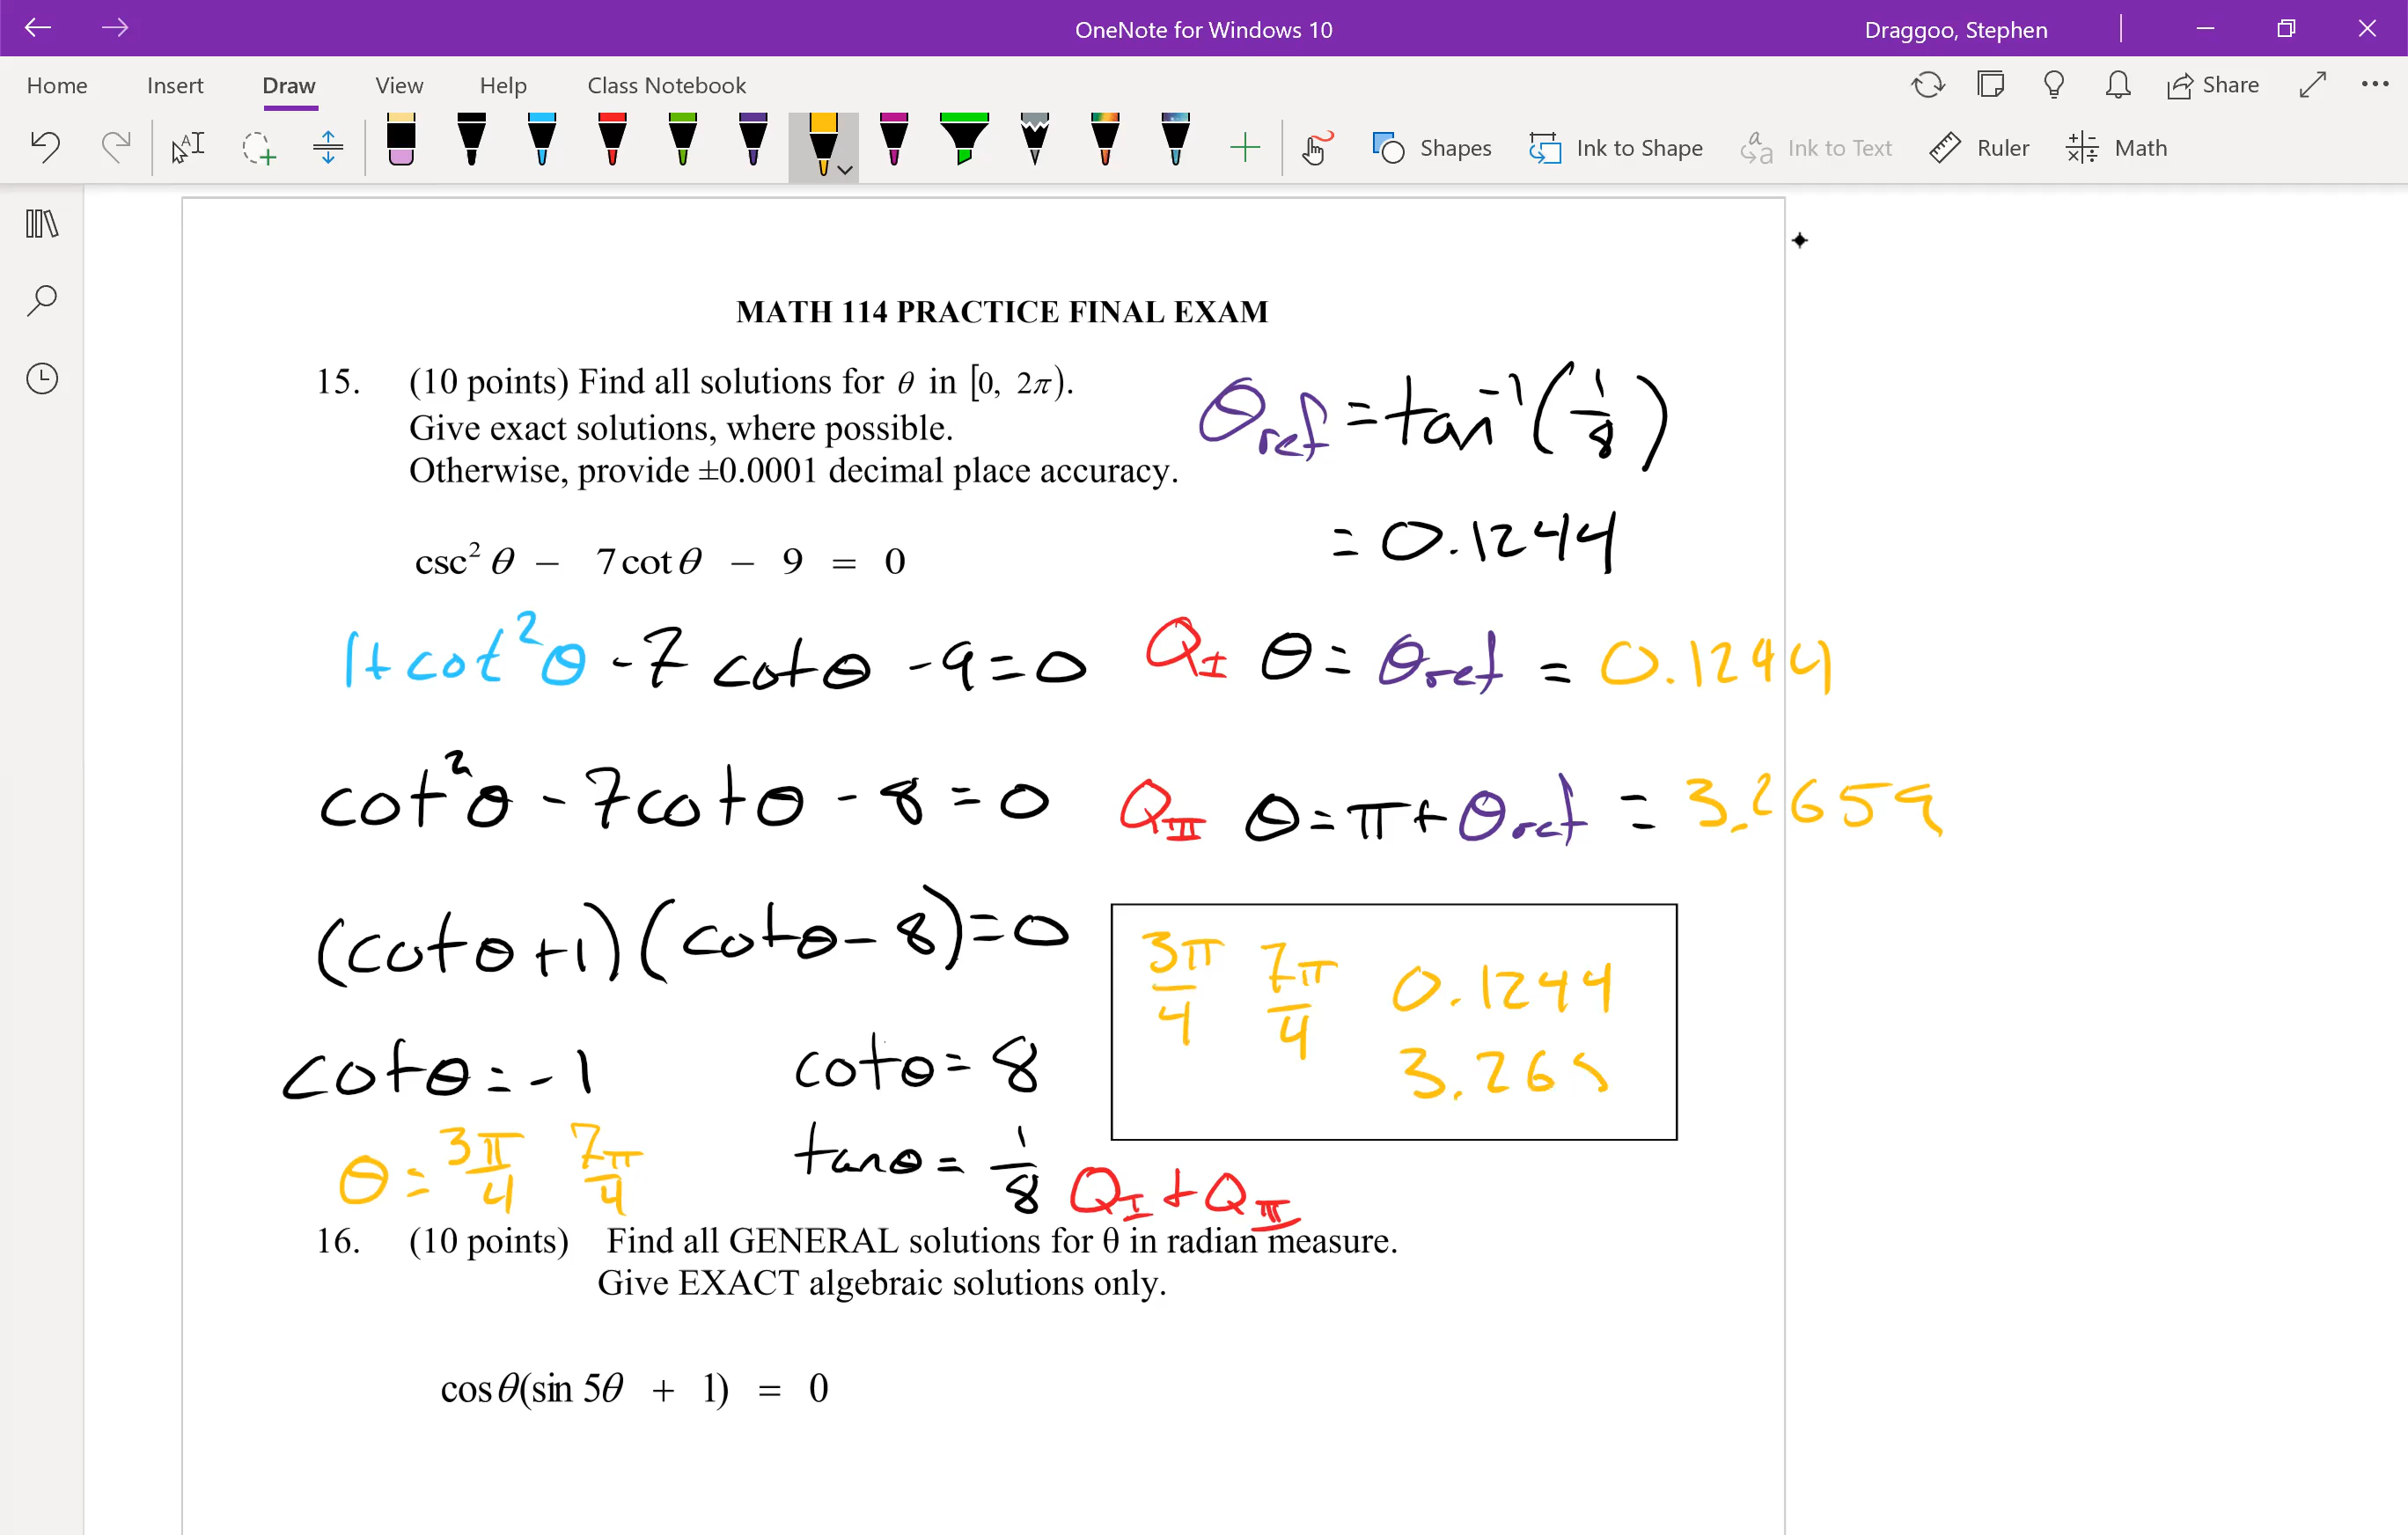 OneNote for Windows 10
Draggoo, Stephen
Home Insert Draw View Help Class Notebook
Share
Shapes Ink to Shape Ink to Text Ruler Math
MATH 114 PRACTICE FINAL EXAM
15. (10 points) Find all solutions for θ in [0, 2π).
Give exact solutions, where possible.
Otherwise, provide ±0.0001 decimal place accuracy.
csc² θ − 7 cot θ − 9 = 0
θref = tan⁻¹(1/8)
= 0.1244
1+cot²θ - 7 cotθ - 9 = 0
QI θ = θref = 0.1244
cot²θ - 7cotθ - 8 = 0
QIII θ = π + θref = 3.2659
(cotθ+1)(cotθ-8)=0
3π/4 7π/4 0.1244
3.265
cotθ = -1 cotθ = 8
θ = 3π/4 7π/4 tanθ = 1/8 QI + QIII
16. (10 points) Find all GENERAL solutions for θ in radian measure.
Give EXACT algebraic solutions only.
cos θ(sin 5θ + 1) = 0